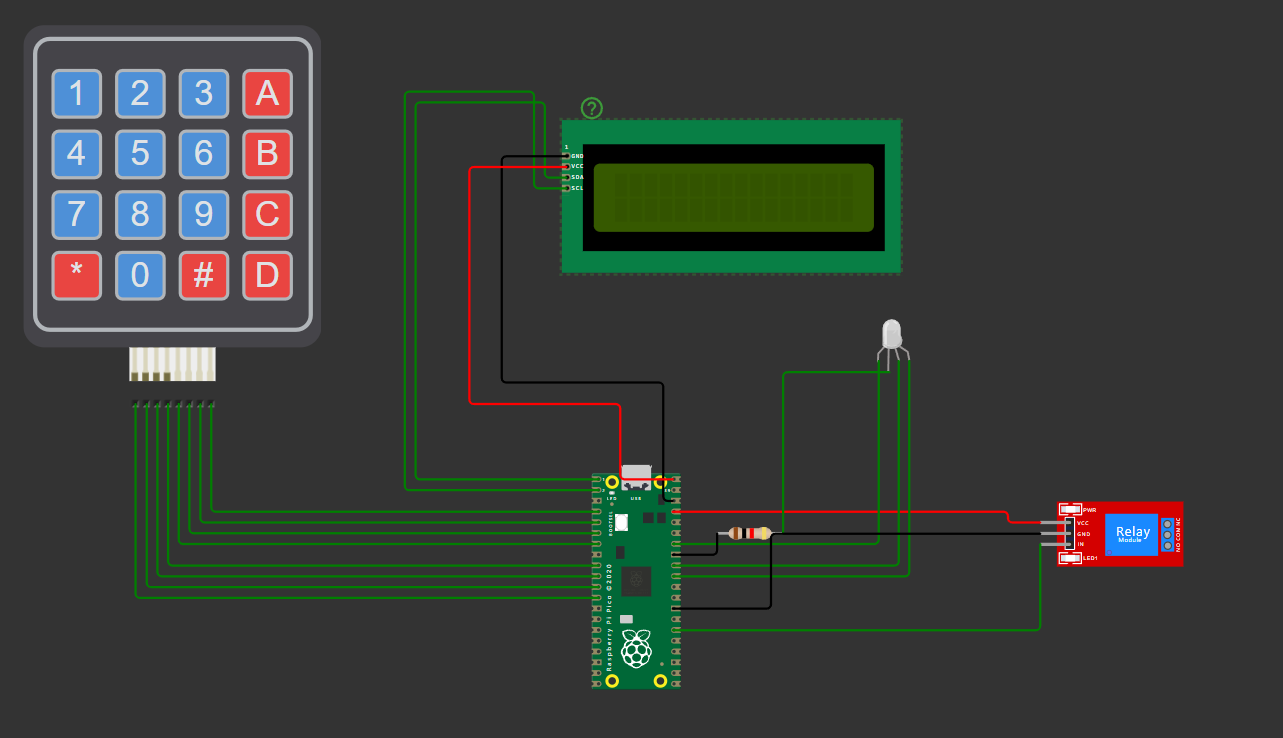 1 2 3 A
4 5 6 B
7 8 9 C
* 0 # D
?
1
GND
VCC
SDA
SCL
LED
USB
BOOTSEL
Raspberry Pi Pico ©2020
PWR
VCC
GND
IN
LED1
Relay
Module
NO COM NC